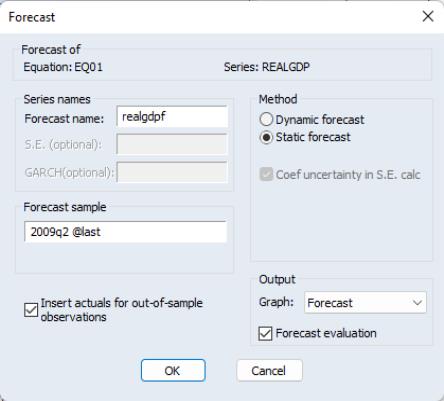 Forecast
Forecast of
Equation: EQ01 Series: REALGDP
Series names
Forecast name: realgdpf
S.E. (optional):
GARCH(optional):
Forecast sample
2009q2 @last
Insert actuals for out-of-sample
observations
Method
Dynamic forecast
Static forecast
Coef uncertainty in S.E. calc
Output
Graph: Forecast
Forecast evaluation
OK Cancel